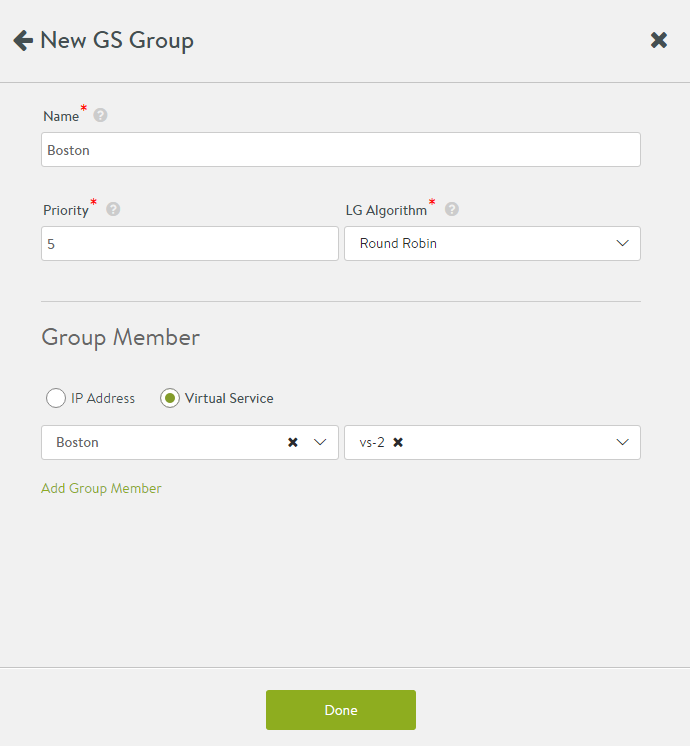 New GS Group
Name* ?
Boston
Priority* ? LG Algorithm* ?
5 Round Robin
Group Member
IP Address Virtual Service
Boston vs-2
Add Group Member
Done